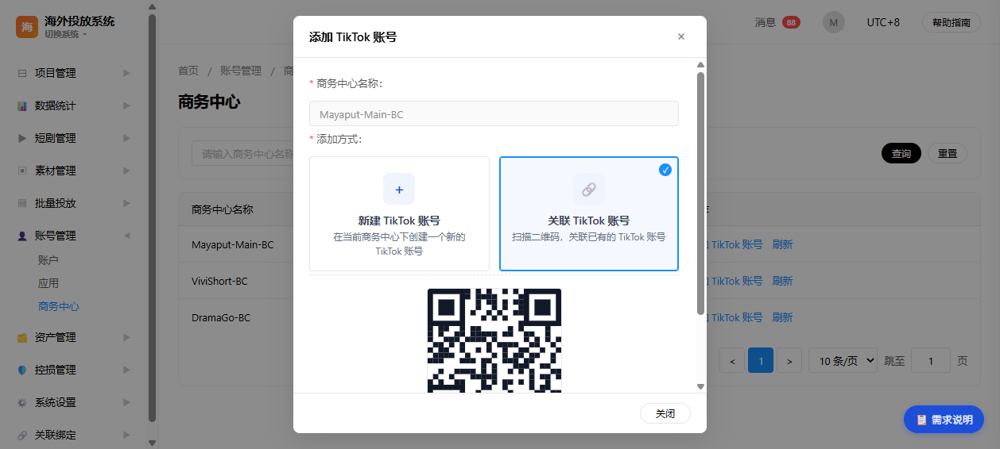 海
海外投放系统
切换系统
消息 88
M
UTC+8
帮助指南
项目管理
数据统计
短剧管理
素材管理
批量投放
账号管理
账户
应用
商务中心
资产管理
控损管理
系统设置
关联绑定
首页 / 账号管理 / 商
商务中心
请输入商务中心名称
查询
重置
商务中心名称
Mayaput-Main-BC
TikTok 账号 刷新
ViviShort-BC
TikTok 账号 刷新
DramaGo-BC
TikTok 账号 刷新
< 1 > 10 条/页 跳至 1 页
添加 TikTok 账号
×
* 商务中心名称:
Mayaput-Main-BC
* 添加方式:
+
新建 TikTok 账号
在当前商务中心下创建一个新的
TikTok 账号
关联 TikTok 账号
扫描二维码，关联已有的 TikTok 账号
关闭
需求说明